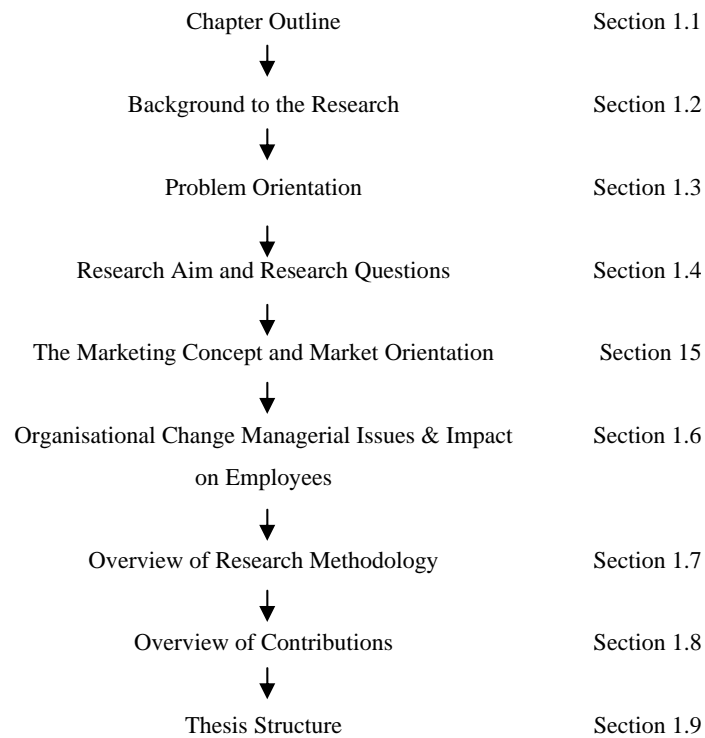 Chapter Outline Section 1.1
Background to the Research Section 1.2
Problem Orientation Section 1.3
Research Aim and Research Questions Section 1.4
The Marketing Concept and Market Orientation Section 15
Organisational Change Managerial Issues & Impact Section 1.6
on Employees
Overview of Research Methodology Section 1.7
Overview of Contributions Section 1.8
Thesis Structure Section 1.9